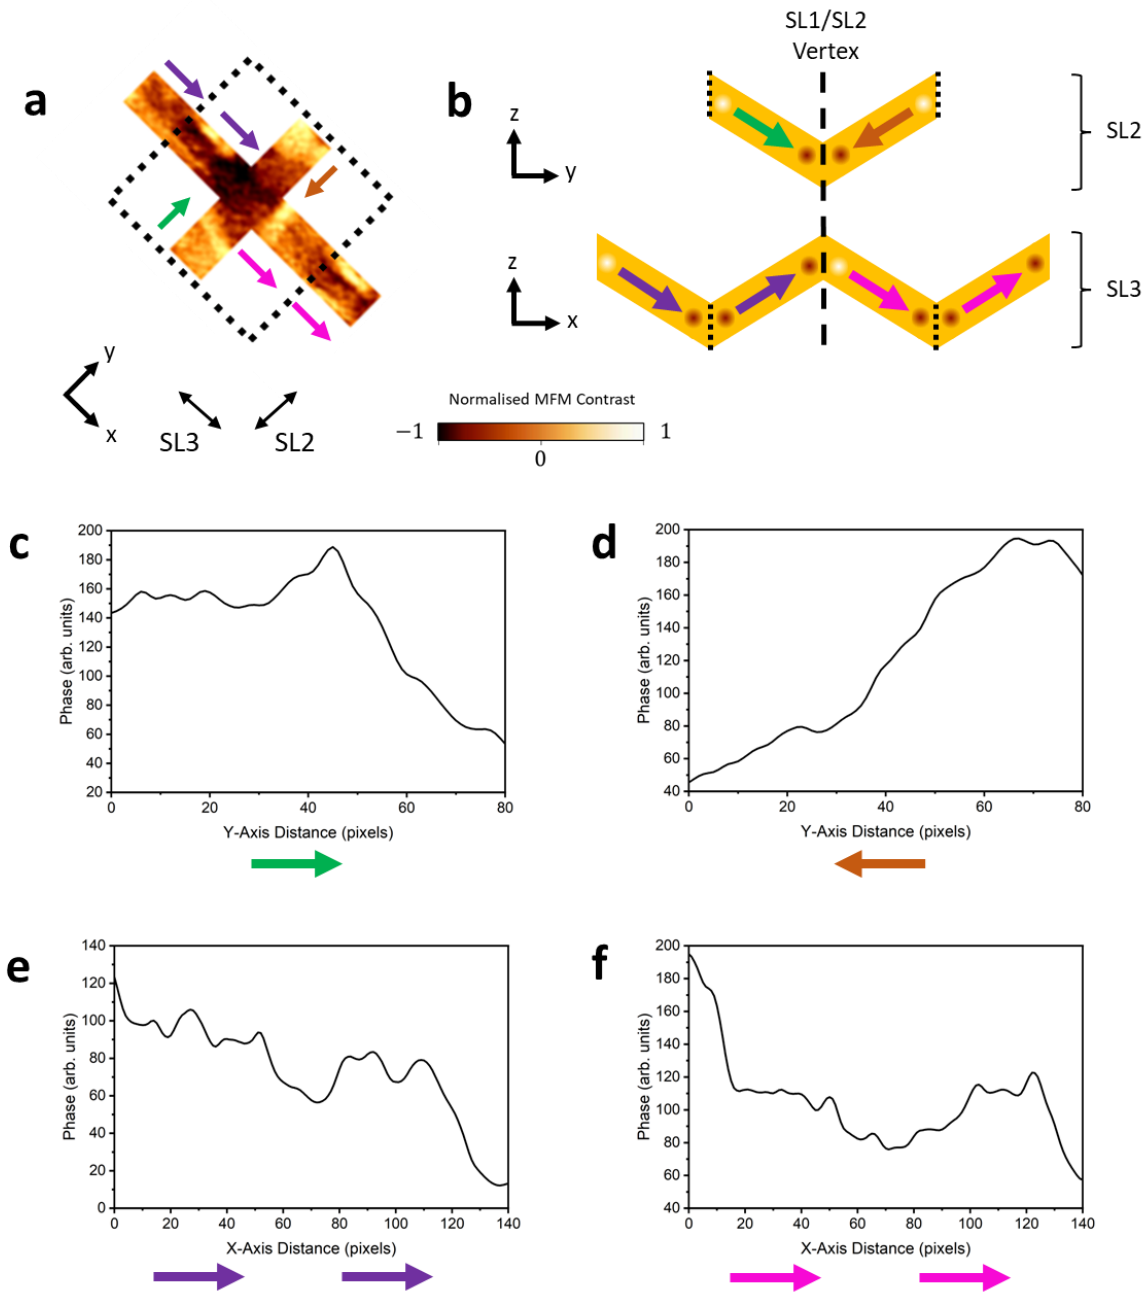 a
y
x
SL3
SL2
b
SL1/SL2
Vertex
z
y
SL2
z
x
SL3
Normalised MFM Contrast
−1
1
0
c
Phase (arb. units)
200
180
160
140
120
100
80
60
40
20
0 20 40 60 80
Y-Axis Distance (pixels)
d
Phase (arb. units)
200
180
160
140
120
100
80
60
40
0 20 40 60 80
Y-Axis Distance (pixels)
e
Phase (arb. units)
140
120
100
80
60
40
20
0
0 20 40 60 80 100 120 140
X-Axis Distance (pixels)
f
Phase (arb. units)
200
180
160
140
120
100
80
60
40
0 20 40 60 80 100 120 140
X-Axis Distance (pixels)